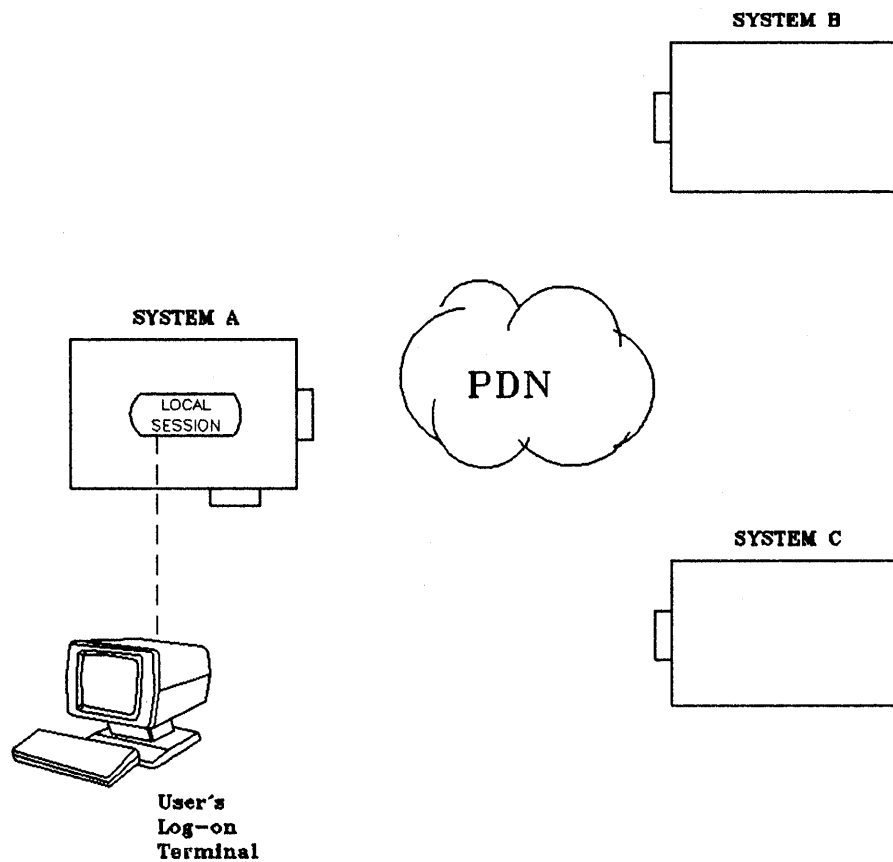 SYSTEM B
SYSTEM A
LOCAL
SESSION
PDN
SYSTEM C
User's
Log-on
Terminal